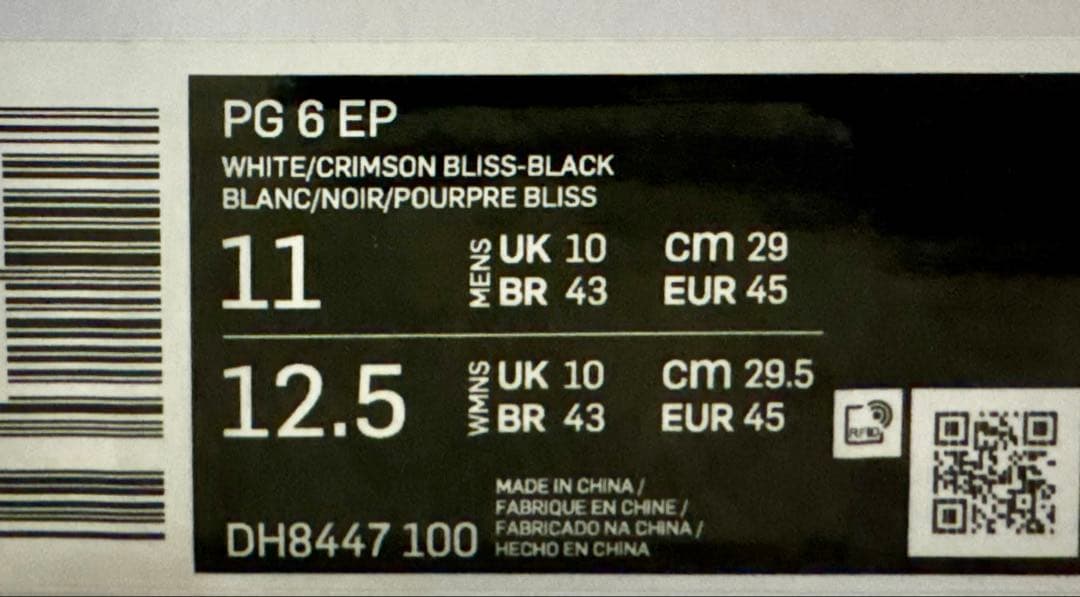 PG 6 EP
WHITE/CRIMSON BLISS-BLACK
BLANC/NOIR/POURPRE BLISS
11 MENS UK 10 cm 29
BR 43 EUR 45
12.5 WMNS UK 10 cm 29.5
BR 43 EUR 45
RFID
MADE IN CHINA /
FABRIQUE EN CHINE /
FABRICADO NA CHINA /
HECHO EN CHINA
DH8447 100